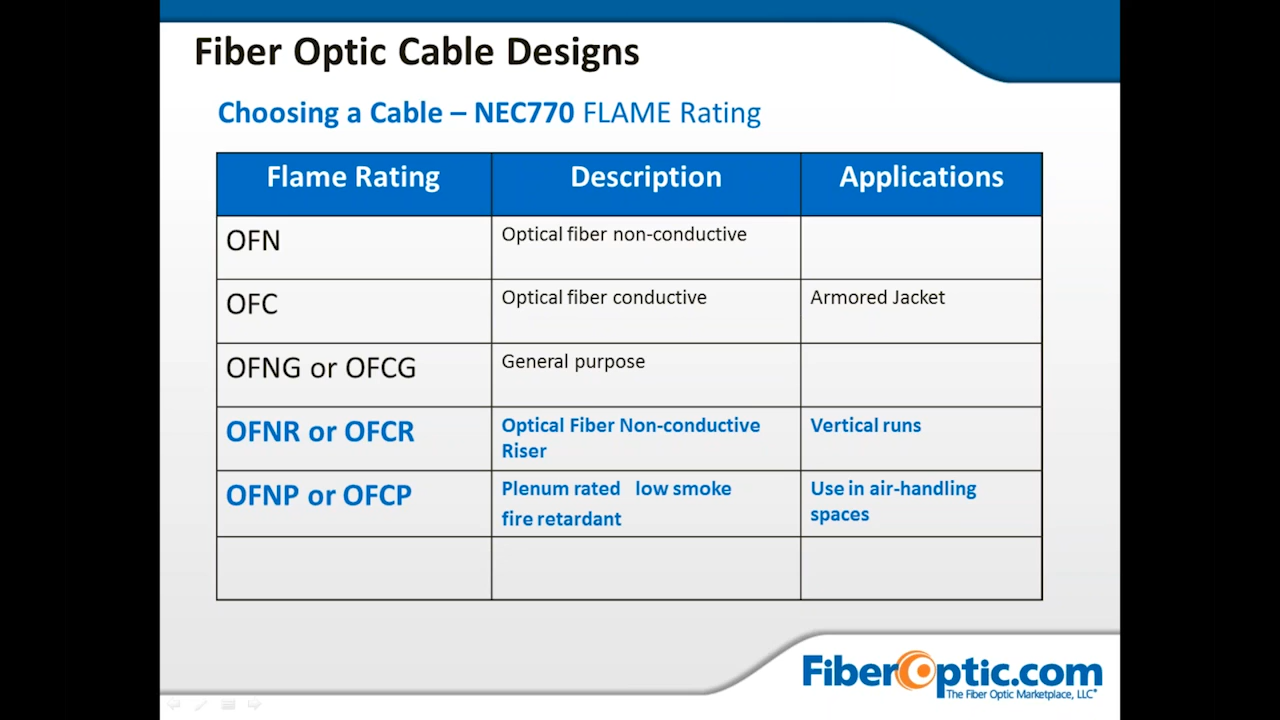 Fiber Optic Cable Designs
Choosing a Cable – NEC770 FLAME Rating
Flame Rating Description Applications
OFN Optical fiber non-conductive
OFC Optical fiber conductive Armored Jacket
OFNG or OFCG General purpose
OFNR or OFCR Optical Fiber Non-conductive Vertical runs
Riser
OFNP or OFCP Plenum rated low smoke Use in air-handling
fire retardant spaces
FiberOptic.com
The Fiber Optic Marketplace, LLC®